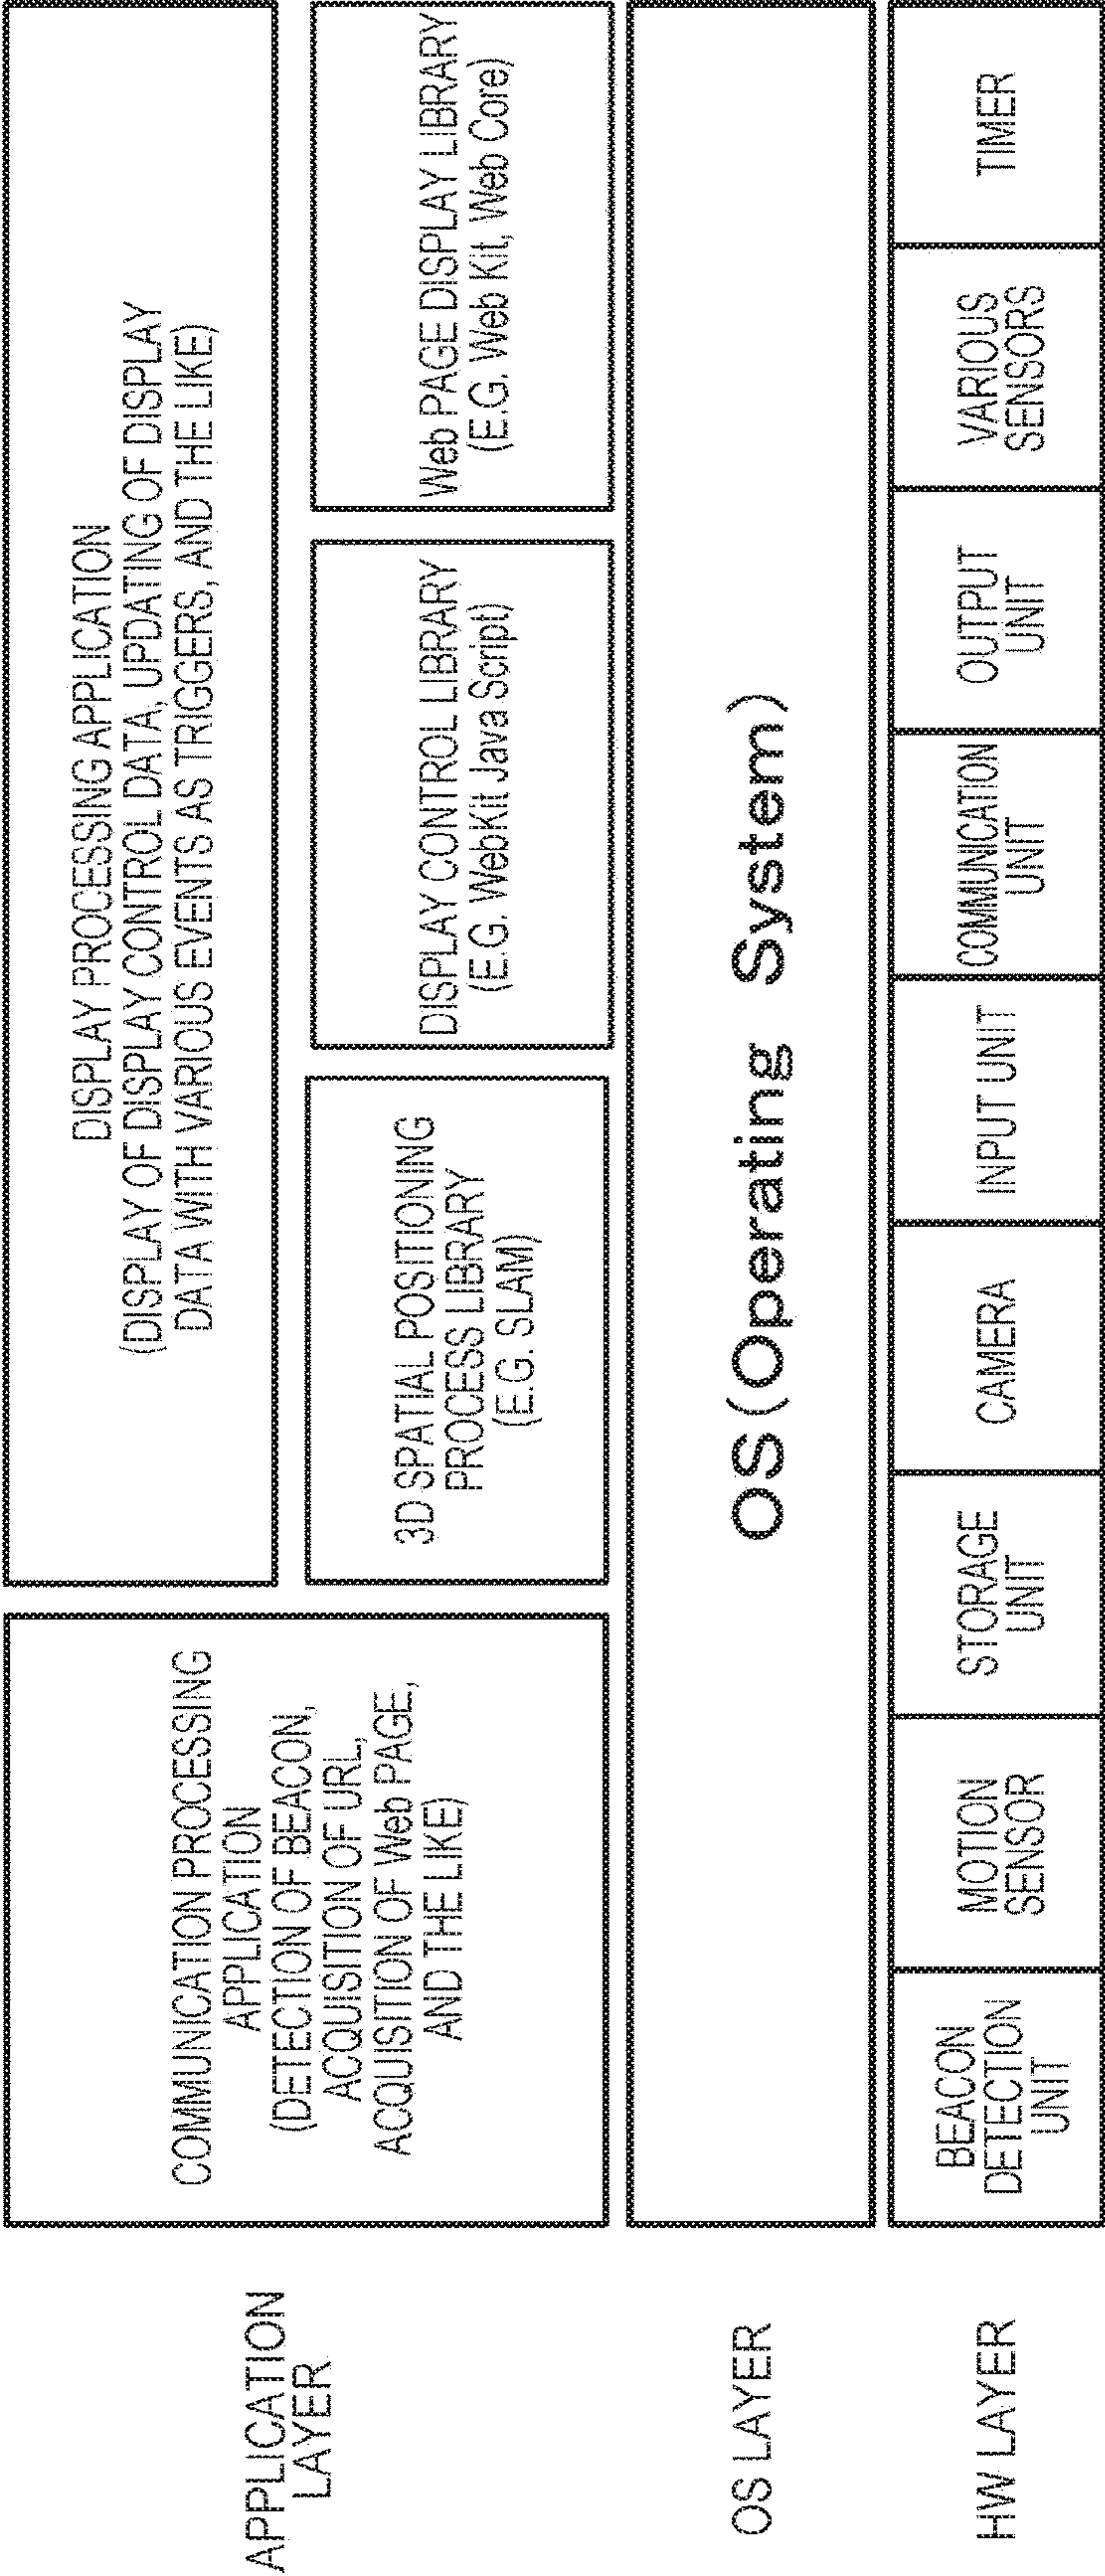 APPLICATION
LAYER
COMMUNICATION PROCESSING
APPLICATION
(DETECTION OF BEACON,
ACQUISITION OF URL,
ACQUISITION OF Web PAGE,
AND THE LIKE)
DISPLAY PROCESSING APPLICATION
(DISPLAY OF DISPLAY CONTROL DATA, UPDATING OF DISPLAY
DATA WITH VARIOUS EVENTS AS TRIGGERS, AND THE LIKE)
3D SPATIAL POSITIONING
PROCESS LIBRARY
(E.G. SLAM)
DISPLAY CONTROL LIBRARY
(E.G. WebKit Java Script)
Web PAGE DISPLAY LIBRARY
(E.G. Web Kit, Web Core)
OS LAYER
OS (Operating System)
HW LAYER
BEACON
DETECTION
UNIT
MOTION
SENSOR
STORAGE
UNIT
CAMERA
INPUT UNIT
COMMUNICATION
UNIT
OUTPUT
UNIT
VARIOUS
SENSORS
TIMER